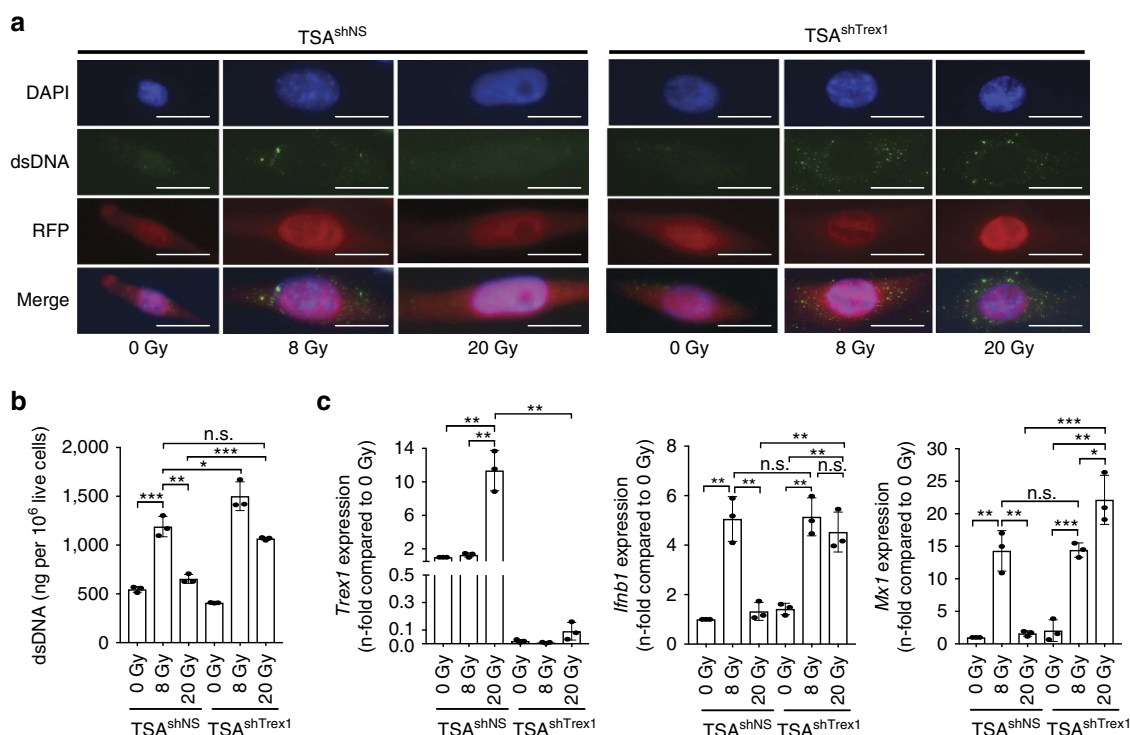 a
TSA^shNS
TSA^shTrex1
DAPI
dsDNA
RFP
Merge
0 Gy
8 Gy
20 Gy
0 Gy
8 Gy
20 Gy
b
dsDNA (ng per 10^6 live cells)
2,000
1,500
1,000
500
0
n.s.
***
*
***
**
0 Gy
8 Gy
20 Gy
0 Gy
8 Gy
20 Gy
TSA^shNS
TSA^shTrex1
c
Trex1 expression
(n-fold compared to 0 Gy)
14
12
10
8
6
4
2
0.5
0.3
0.1
0.0
**
**
**
0 Gy
8 Gy
20 Gy
0 Gy
8 Gy
20 Gy
TSA^shNS
TSA^shTrex1
Ifnb1 expression
(n-fold compared to 0 Gy)
8
6
4
2
0
**
**
n.s.
n.s.
**
**
**
0 Gy
8 Gy
20 Gy
0 Gy
8 Gy
20 Gy
TSA^shNS
TSA^shTrex1
Mx1 expression
(n-fold compared to 0 Gy)
30
25
20
15
10
5
0
***
**
*
n.s.
**
**
***
0 Gy
8 Gy
20 Gy
0 Gy
8 Gy
20 Gy
TSA^shNS
TSA^shTrex1